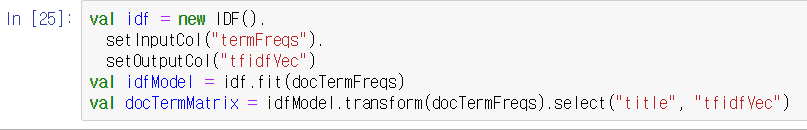 In [25]: val idf = new IDF().
setInputCol("termFreqs").
setOutputCol("tfidfVec")
val idfModel = idf.fit(docTermFreqs)
val docTermMatrix = idfModel.transform(docTermFreqs).select("title", "tfidfVec")